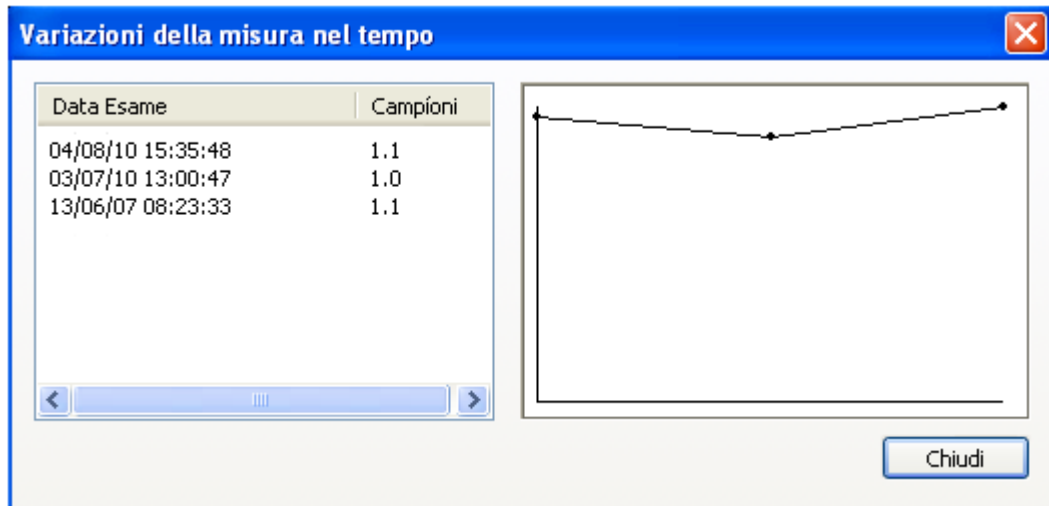 Variazioni della misura nel tempo
Data Esame Campíoni
04/08/10 15:35:48 1.1
03/07/10 13:00:47 1.0
13/06/07 08:23:33 1.1
Chiudi